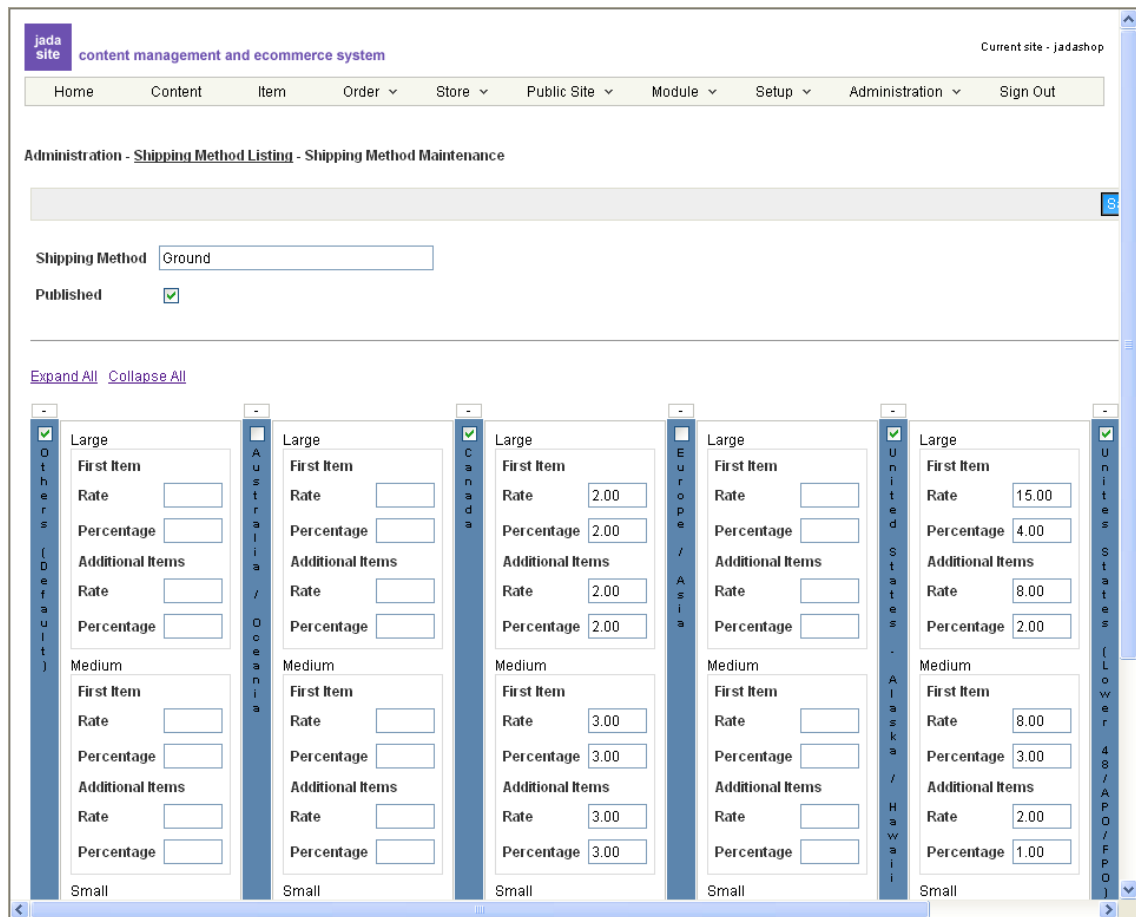 jada
site
content management and ecommerce system
Current site - jadashop
Home Content Item Order Store Public Site Module Setup Administration Sign Out
Administration - Shipping Method Listing - Shipping Method Maintenance
Shipping Method Ground
Published
Expand All Collapse All
- - - - - -
Others (Default)
Large
First Item
Rate
Percentage
Additional Items
Rate
Percentage
Medium
First Item
Rate
Percentage
Additional Items
Rate
Percentage
Small
Australia / Oceania
Large
First Item
Rate
Percentage
Additional Items
Rate
Percentage
Medium
First Item
Rate
Percentage
Additional Items
Rate
Percentage
Small
Canada
Large
First Item
Rate 2.00
Percentage 2.00
Additional Items
Rate 2.00
Percentage 2.00
Medium
First Item
Rate 3.00
Percentage 3.00
Additional Items
Rate 3.00
Percentage 3.00
Small
Europe / Asia
Large
First Item
Rate
Percentage
Additional Items
Rate
Percentage
Medium
First Item
Rate
Percentage
Additional Items
Rate
Percentage
Small
United States - Alaska / Hawaii
Large
First Item
Rate 15.00
Percentage 4.00
Additional Items
Rate 8.00
Percentage 2.00
Medium
First Item
Rate 8.00
Percentage 3.00
Additional Items
Rate 2.00
Percentage 1.00
Small
Unites States (Lower 48/APO/FPO)